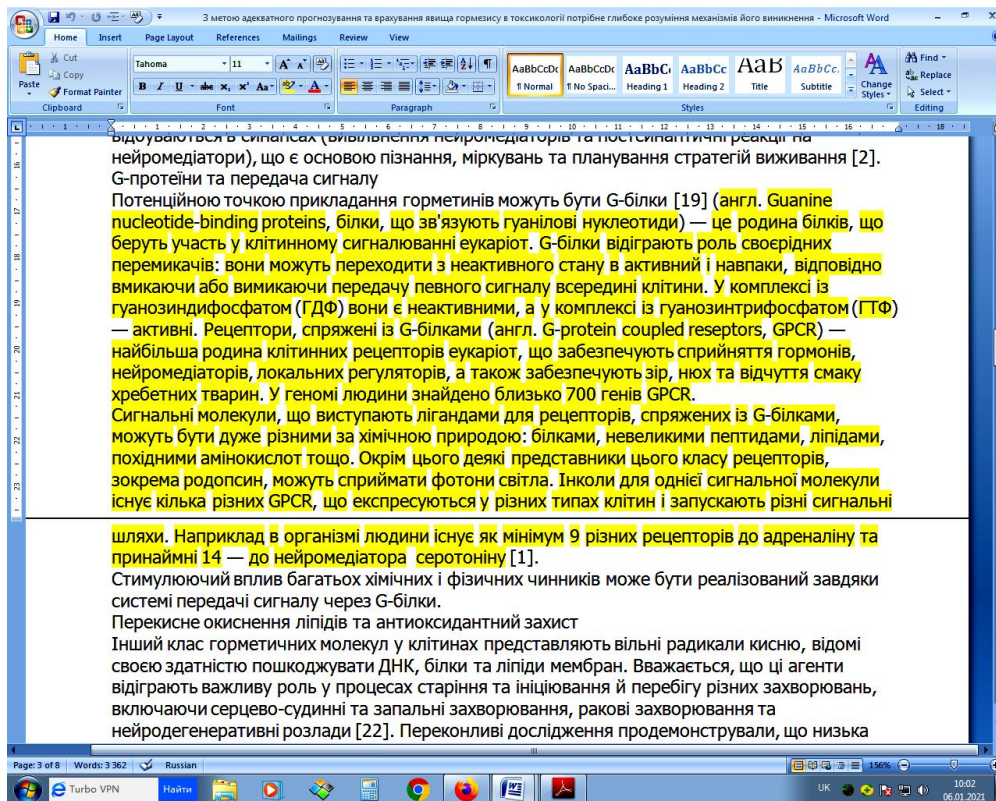 З метою адекватного прогнозування та врахування явища гормезису в токсикології потрібне глибоке розуміння механізмів його виникнення - Microsoft Word
Home Insert Page Layout References Mailings Review View
Cut
Copy
Format Painter
Paste
Clipboard
Tahoma 11
Font
Paragraph
AaBbCcDc AaBbCcDc AaBbC AaBbCc AaB AaBbCc.
¶ Normal ¶ No Spaci... Heading 1 Heading 2 Title Subtitle
Change Styles
Styles
Find
Replace
Select
Editing
відбуваються в синапсах (вивільнення нейромедіаторів та постсинаптичні реакції на
нейромедіатори), що є основою пізнання, міркувань та планування стратегій виживання [2].
G-протеїни та передача сигналу
Потенційною точкою прикладання горметинів можуть бути G-білки [19] (англ. Guanine
nucleotide-binding proteins, білки, що зв'язують гуанілові нуклеотиди) — це родина білків, що
беруть участь у клітинному сигналюванні еукаріот. G-білки відіграють роль своєрідних
перемикачів: вони можуть переходити з неактивного стану в активний і навпаки, відповідно
вмикаючи або вимикаючи передачу певного сигналу всередині клітини. У комплексі із
гуанозиндифосфатом (ГДФ) вони є неактивними, а у комплексі із гуанозинтрифосфатом (ГТФ)
— активні. Рецептори, спряжені із G-білками (англ. G-protein coupled reseptors, GPCR) —
найбільша родина клітинних рецепторів еукаріот, що забезпечують сприйняття гормонів,
нейромедіаторів, локальних регуляторів, а також забезпечують зір, нюх та відчуття смаку
хребетних тварин. У геномі людини знайдено близько 700 генів GPCR.
Сигнальні молекули, що виступають лігандами для рецепторів, спряжених із G-білками,
можуть бути дуже різними за хімічною природою: білками, невеликими пептидами, ліпідами,
похідними амінокислот тощо. Окрім цього деякі представники цього класу рецепторів,
зокрема родопсин, можуть сприймати фотони світла. Інколи для однієї сигнальної молекули
існує кілька різних GPCR, що експресуються у різних типах клітин і запускають різні сигнальні
шляхи. Наприклад в організмі людини існує як мінімум 9 різних рецепторів до адреналіну та
принаймні 14 — до нейромедіатора серотоніну [1].
Стимулюючий вплив багатьох хімічних і фізичних чинників може бути реалізований завдяки
системі передачі сигналу через G-білки.
Перекисне окиснення ліпідів та антиоксидантний захист
Інший клас горметичних молекул у клітинах представляють вільні радикали кисню, відомі
своєю здатністю пошкоджувати ДНК, білки та ліпіди мембран. Вважається, що ці агенти
відіграють важливу роль у процесах старіння та ініціювання й перебігу різних захворювань,
включаючи серцево-судинні та запальні захворювання, ракові захворювання та
нейродегенеративні розлади [22]. Переконливі дослідження продемонстрували, що низька
Page: 3 of 8 Words: 3 362 Russian 156%
Turbo VPN Найти UK 10:02
06.01.2021